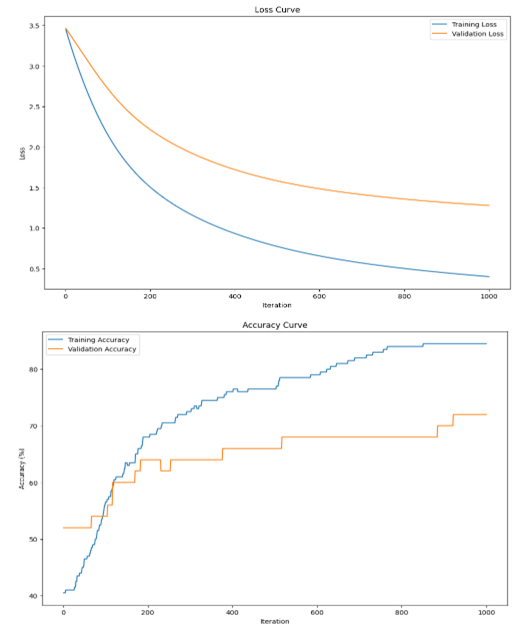 Loss Curve
Training Loss
Validation Loss
3.5
3.0
2.5
2.0
1.5
1.0
0.5
Loss
0
200
400
600
800
1000
Iteration
Accuracy Curve
Training Accuracy
Validation Accuracy
80
70
60
50
40
Accuracy (%)
0
200
400
600
800
1000
Iteration